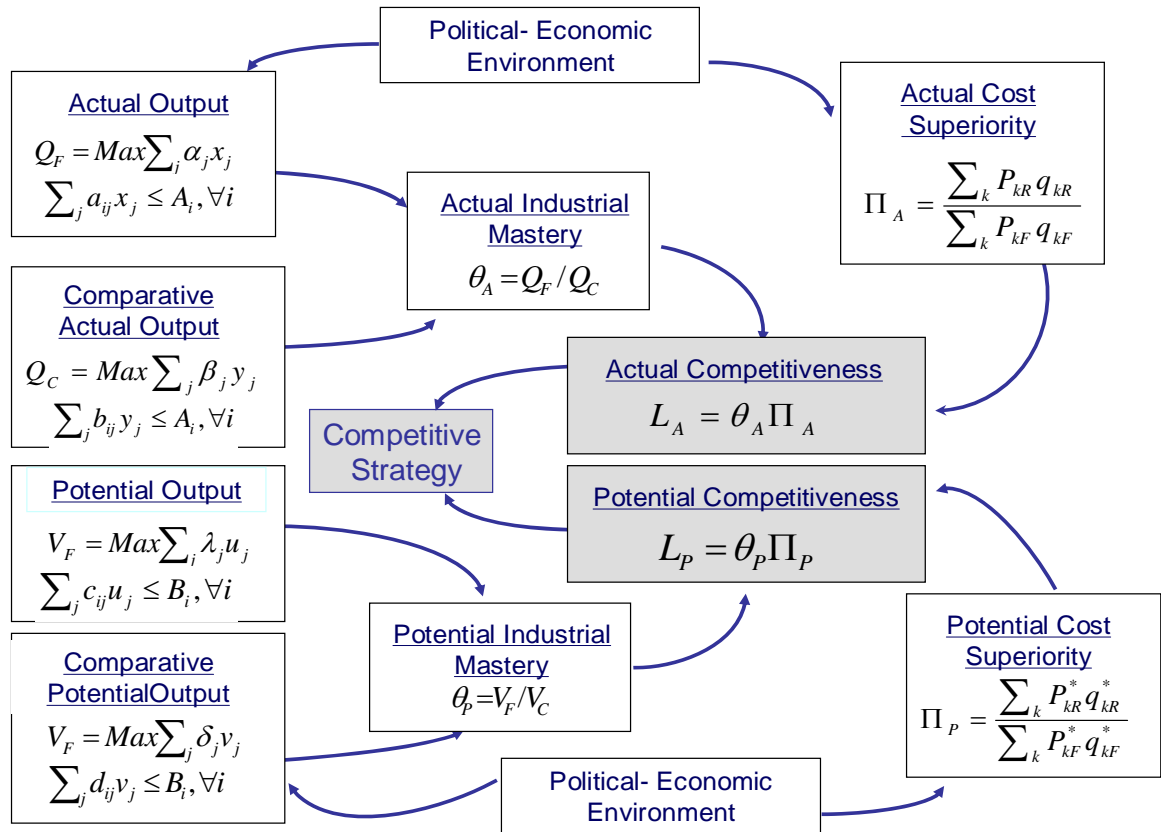 Political- Economic
Environment
Actual Output
Q_F = Max∑_i α_j x_j
∑_j a_ij x_j ≤ A_i, ∀i
Actual Cost
Superiority
Π_A = ∑_k P_kR q_kR / ∑_k P_kF q_kF
Actual Industrial
Mastery
θ_A = Q_F / Q_C
Comparative
Actual Output
Q_C = Max ∑_j β_j y_j
∑_j b_ij y_j ≤ A_i, ∀i
Actual Competitiveness
L_A = θ_A Π_A
Competitive
Strategy
Potential Output
V_F = Max∑_i λ_j u_j
∑_j c_ij u_j ≤ B_i, ∀i
Potential Competitiveness
L_P = θ_P Π_P
Potential Industrial
Mastery
θ_P = V_F / V_C
Potential Cost
Superiority
Π_P = ∑_k P*_kR q*_kR / ∑_k P*_kF q*_kF
Comparative
PotentialOutput
V_F = Max∑_j δ_j v_j
∑_j d_ij v_j ≤ B_i, ∀i
Political- Economic
Environment